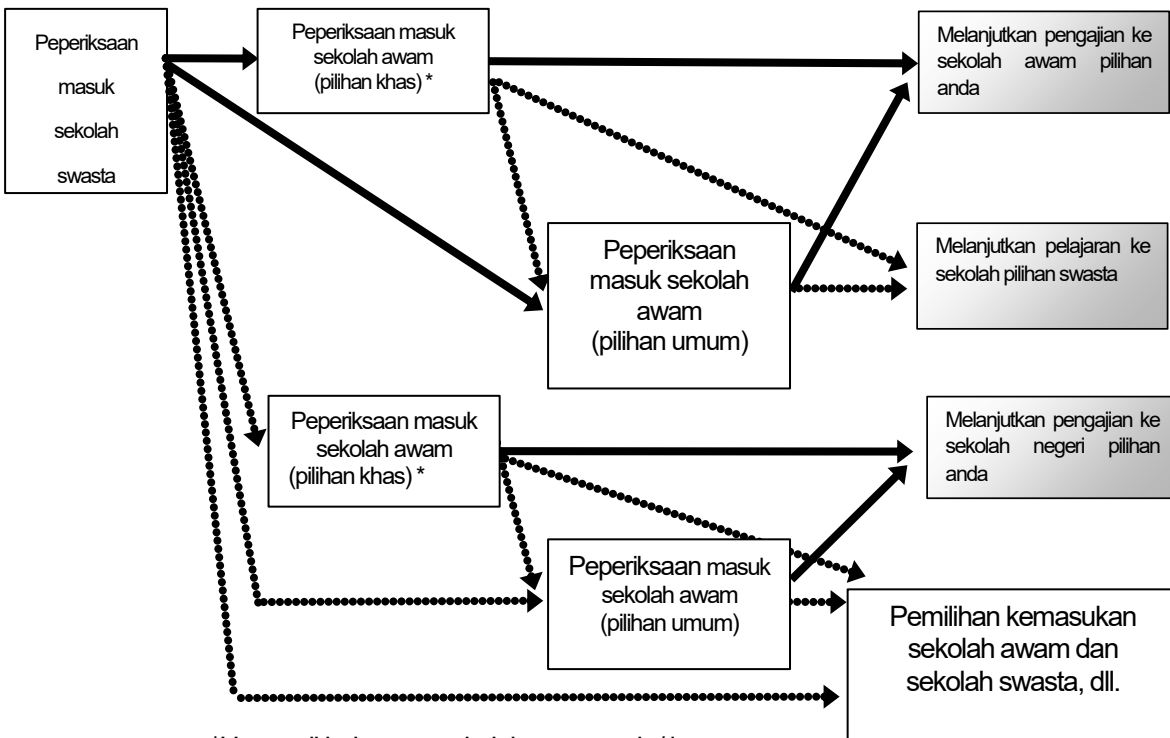 Peperiksaan
masuk
sekolah
swasta
Peperiksaan masuk
sekolah awam
(pilihan khas) *
Melanjutkan pengajian ke
sekolah awam pilihan
anda
Peperiksaan
masuk sekolah
awam
(pilihan umum)
Melanjutkan pelajaran ke
sekolah pilihan swasta
Peperiksaan masuk
sekolah awam
(pilihan khas) *
Melanjutkan pengajian ke
sekolah negeri pilihan
anda
Peperiksaan masuk
sekolah awam
(pilihan umum)
Pemilihan kemasukan
sekolah awam dan
sekolah swasta, dll.